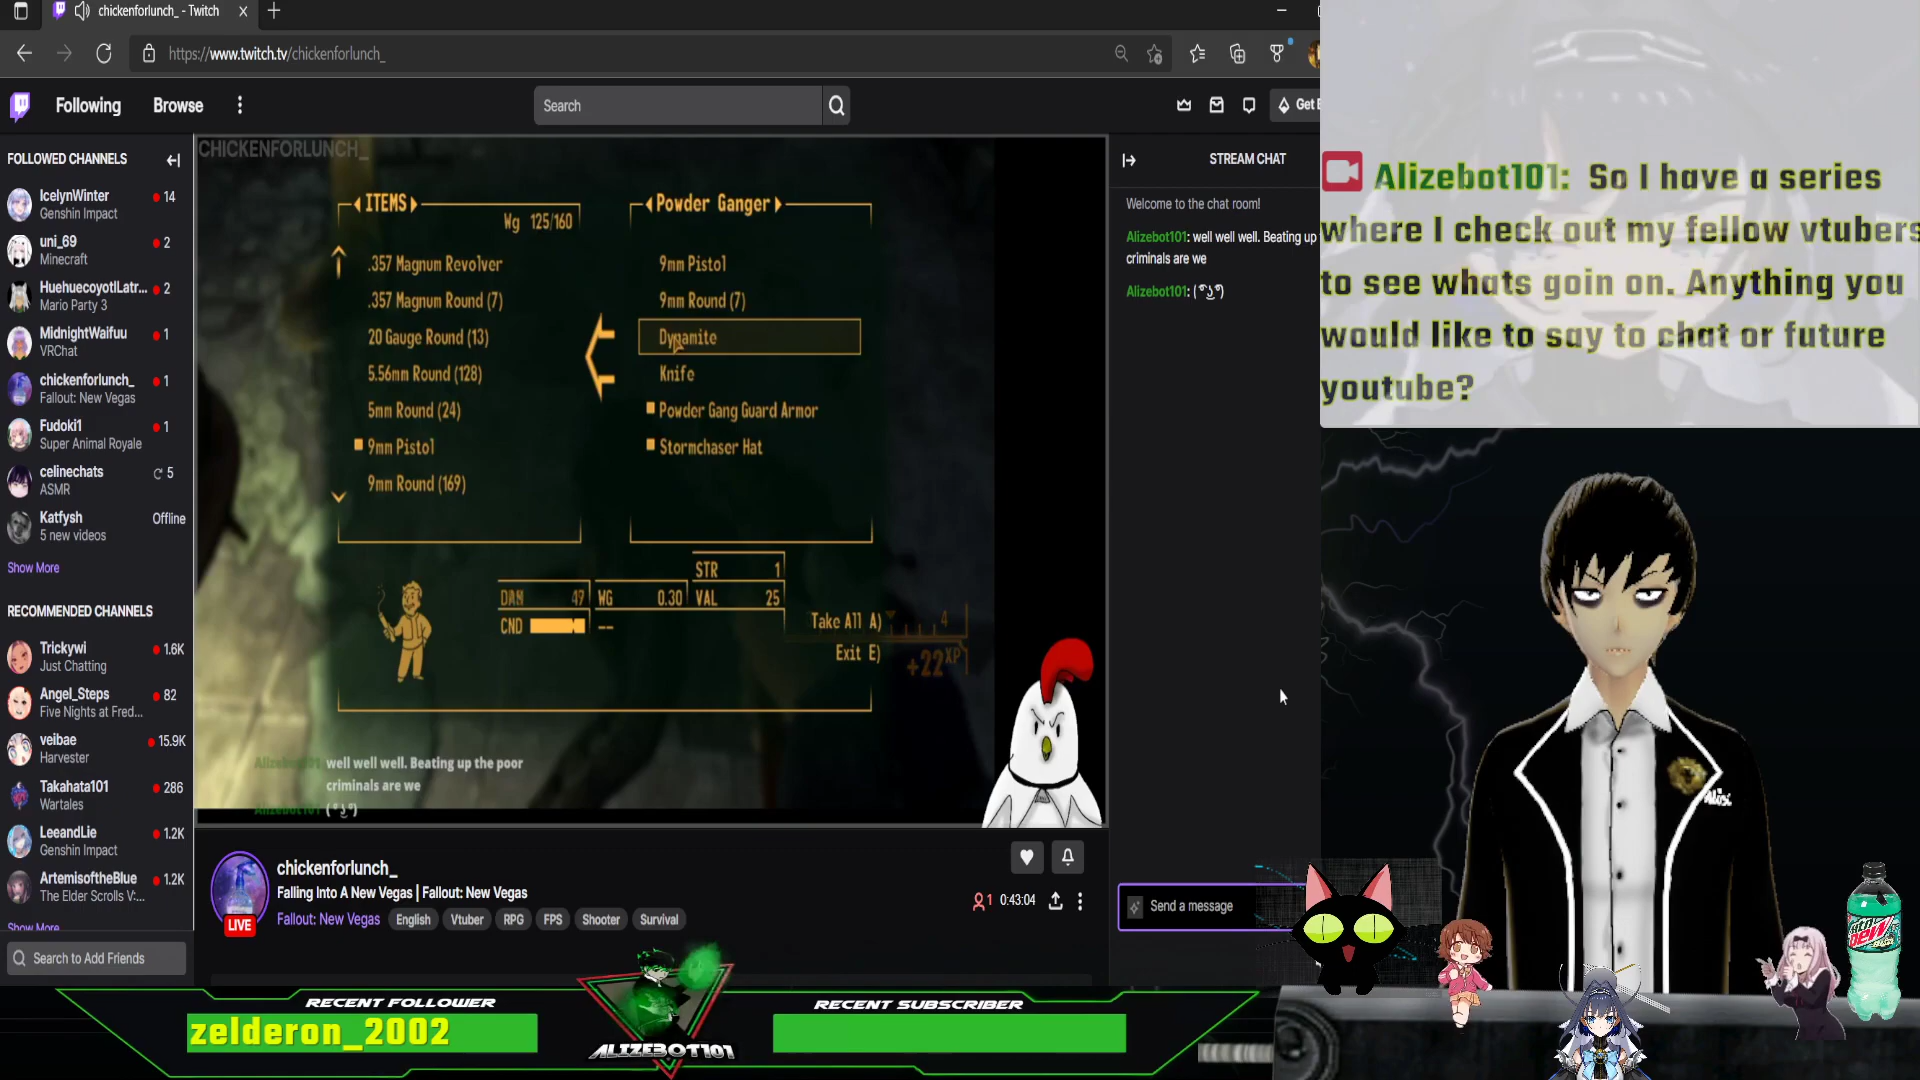 chickenforlunch_ - Twitch
https://www.twitch.tv/chickenforlunch_
Following
Browse
Search
Get
FOLLOWED CHANNELS
IcelynWinter
14
Genshin Impact
uni_69
2
Minecraft
HuehuecoyotlLatr...
2
Mario Party 3
MidnightWaifuu
1
VRChat
chickenforlunch_
1
Fallout: New Vegas
Fudoki1
1
Super Animal Royale
celinechats
5
ASMR
Katfysh
Offline
5 new videos
Show More
RECOMMENDED CHANNELS
Trickywi
1.6K
Just Chatting
Angel_Steps
82
Five Nights at Fred...
veibae
15.9K
Harvester
Takahata101
286
Wartales
LeeandLie
1.2K
Genshin Impact
ArtemisoftheBlue
1.2K
The Elder Scrolls V:...
Show More
Search to Add Friends
CHICKENFORLUNCH_
ITEMS
Wg 125/160
.357 Magnum Revolver
.357 Magnum Round (7)
20 Gauge Round (13)
5.56mm Round (128)
5mm Round (24)
9mm Pistol
9mm Round (169)
Powder Ganger
9mm Pistol
9mm Round (7)
Dynamite
Knife
Powder Gang Guard Armor
Stormchaser Hat
STR 1
DAM 47
WG 0.30
VAL 25
CND
--
Take All A)
Exit E)
4
+22 XP
Alizebot101 well well well. Beating up the poor
criminals are we
Alizebot101 ( ͡° ͜ʖ ͡°)
chickenforlunch_
Falling Into A New Vegas | Fallout: New Vegas
Fallout: New Vegas
English
Vtuber
RPG
FPS
Shooter
Survival
LIVE
1
0:43:04
STREAM CHAT
Welcome to the chat room!
Alizebot101: well well well. Beating up
criminals are we
Alizebot101: ( ͡° ͜ʖ ͡°)
Send a message
Alizebot101: So I have a series
where I check out my fellow vtubers
to see whats goin on. Anything you
would like to say to chat or future
youtube?
RECENT FOLLOWER
zelderon_2002
ALIZEBOT101
RECENT SUBSCRIBER